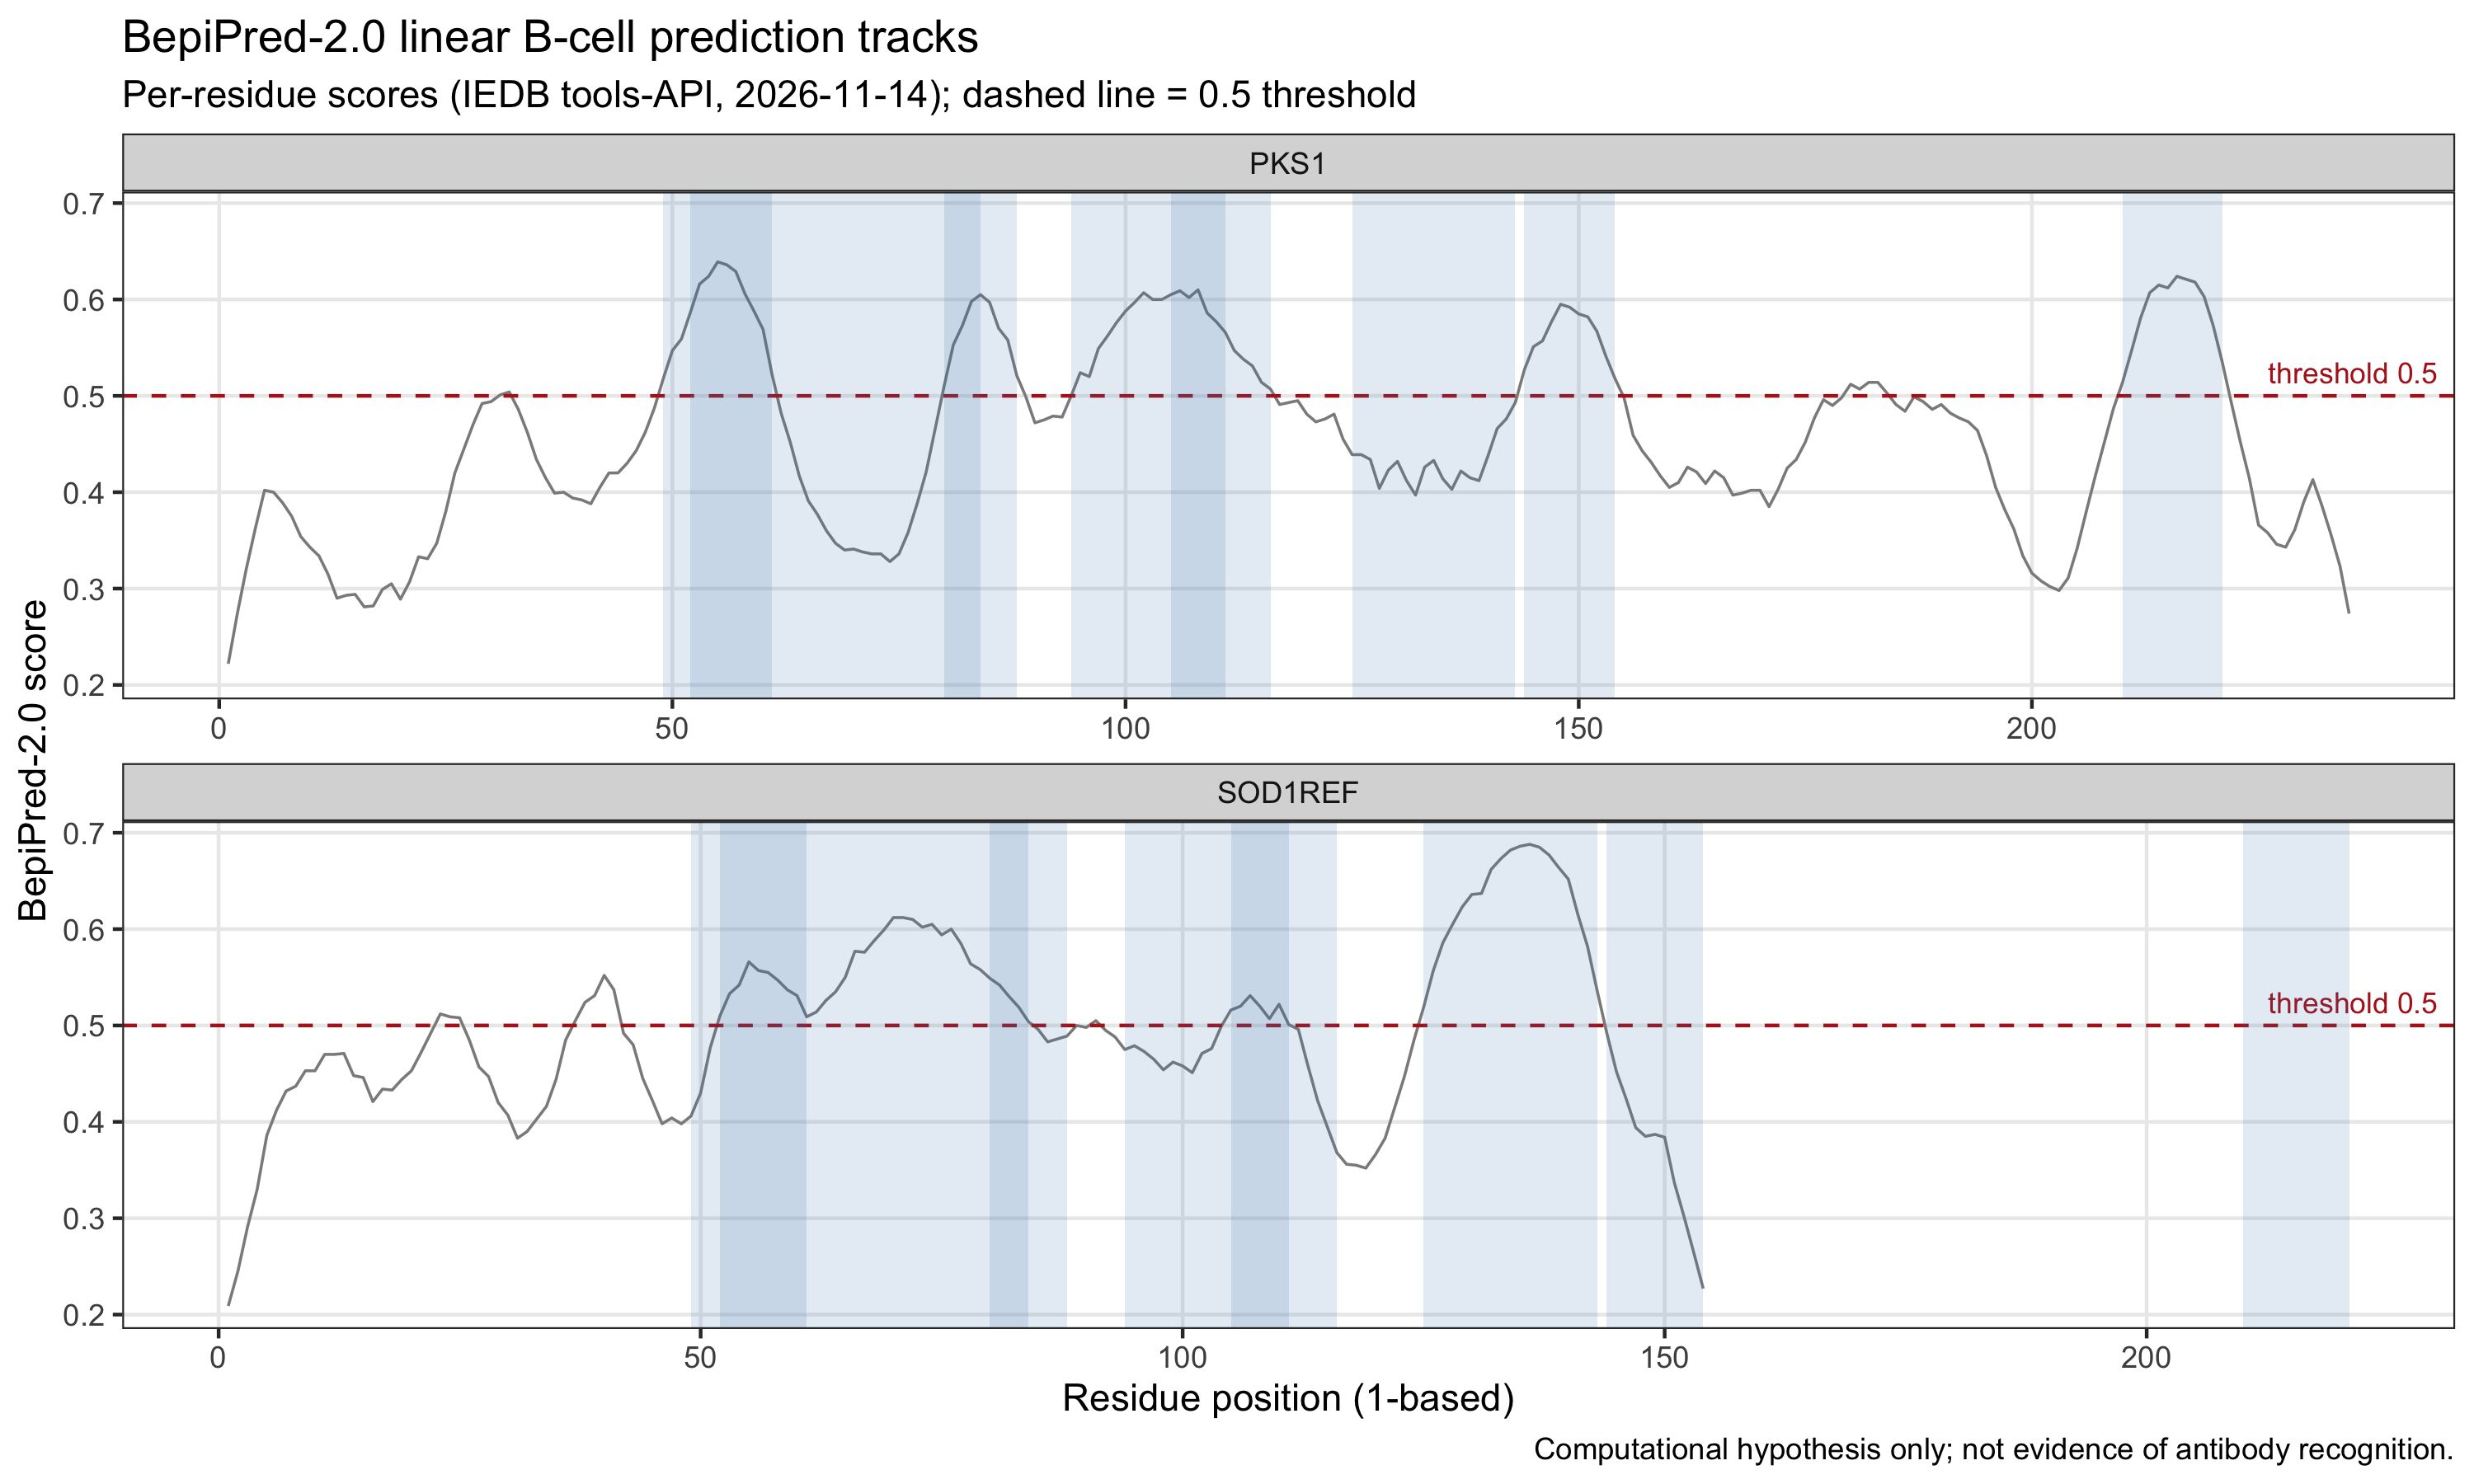 BepiPred-2.0 linear B-cell prediction tracks
Per-residue scores (IEDB tools-API, 2026-11-14); dashed line = 0.5 threshold
PKS1
0.7
0.6
0.5
0.4
0.3
0.2
threshold 0.5
0 50 100 150 200
BepiPred-2.0 score
SOD1REF
0.7
0.6
0.5
0.4
0.3
0.2
threshold 0.5
0 50 100 150 200
Residue position (1-based)
Computational hypothesis only; not evidence of antibody recognition.